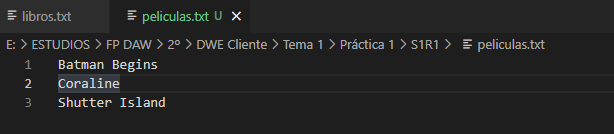 libros.txt peliculas.txt U
E: > ESTUDIOS > FP DAW > 2º > DWE Cliente > Tema 1 > Práctica 1 > S1R1 > peliculas.txt
1 Batman Begins
2 Coraline
3 Shutter Island